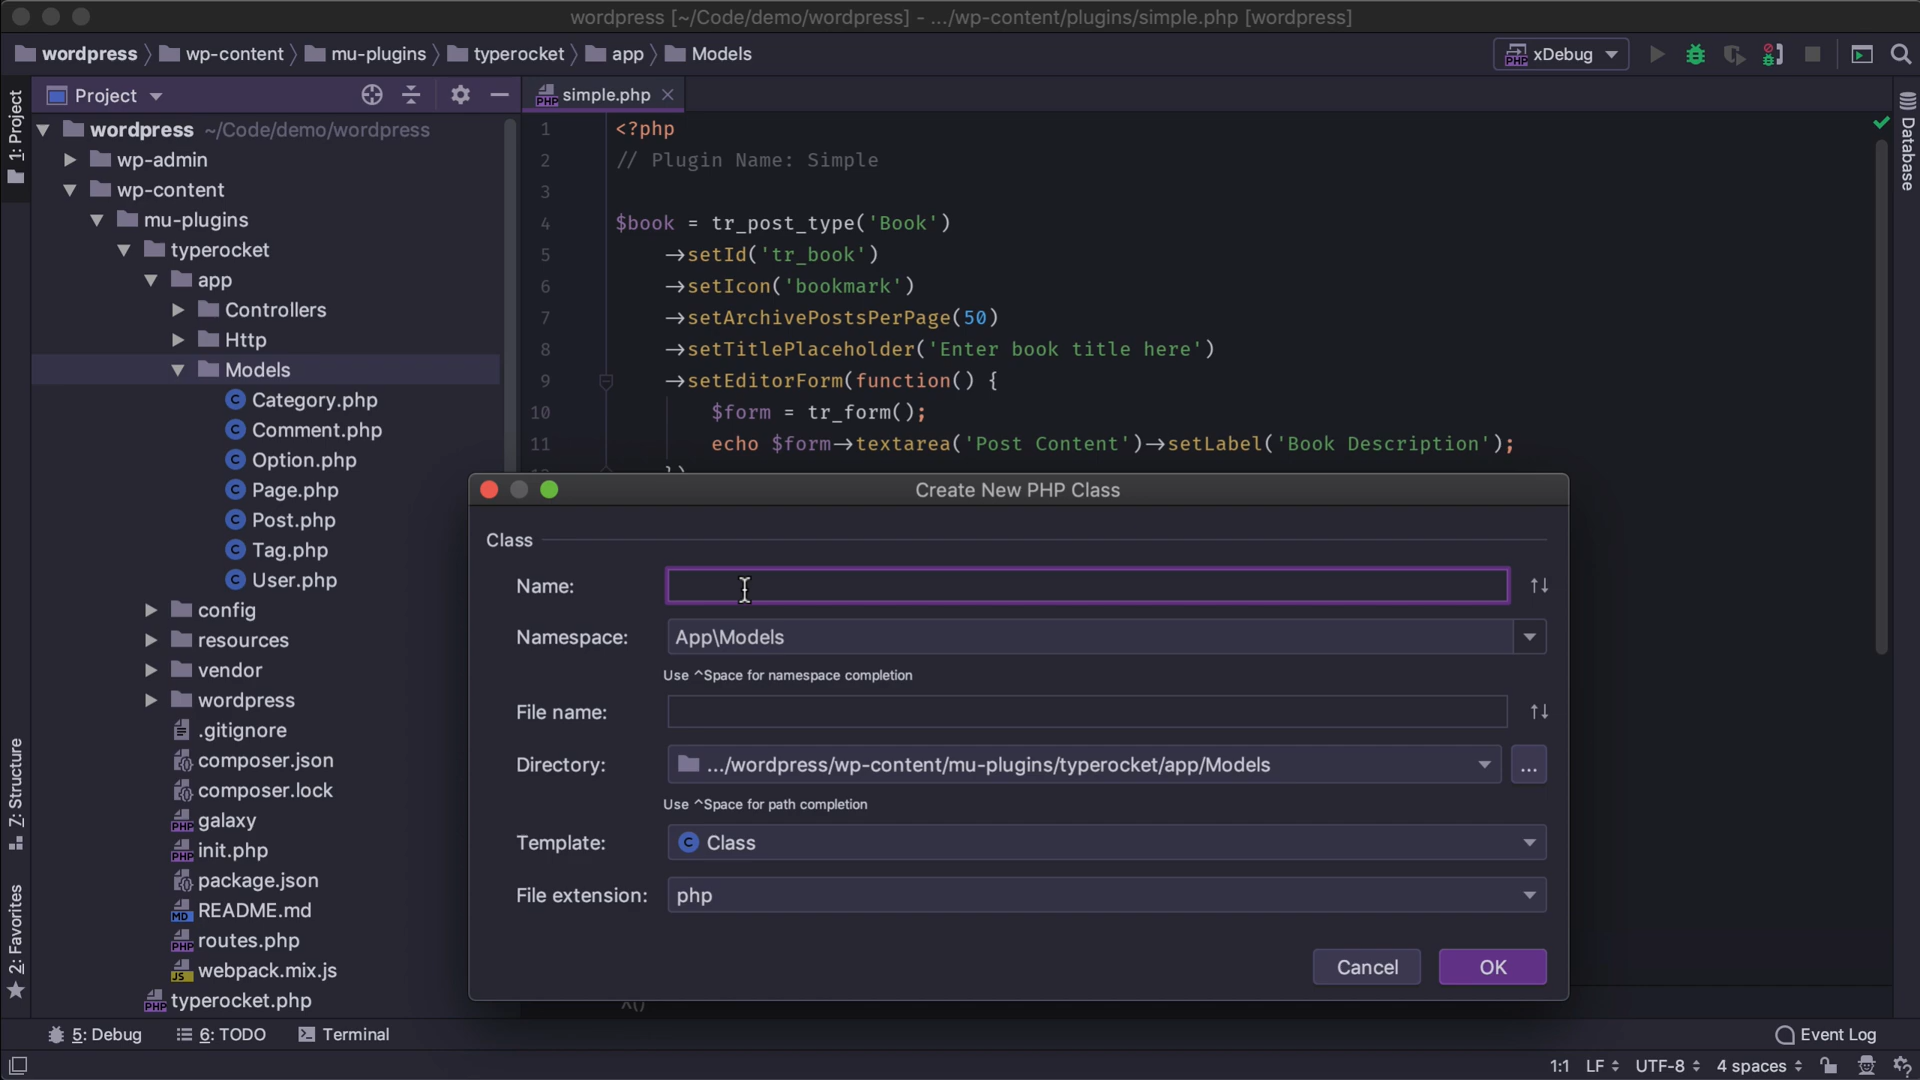 wordpress [~/Code/demo/wordpress] - .../wp-content/plugins/simple.php [wordpress]
wordpress wp-content mu-plugins typerocket app Models
xDebug
1: Project
Project
simple.php
Database
wordpress ~/Code/demo/wordpress
wp-admin
wp-content
mu-plugins
typerocket
app
Controllers
Http
Models
Category.php
Comment.php
Option.php
Page.php
Post.php
Tag.php
User.php
config
resources
vendor
wordpress
.gitignore
composer.json
composer.lock
galaxy
init.php
package.json
README.md
routes.php
webpack.mix.js
typerocket.php
Z: Structure
2: Favorites
1 <?php
2 // Plugin Name: Simple
3
4 $book = tr_post_type('Book')
5 →setId('tr_book')
6 →setIcon('bookmark')
7 →setArchivePostsPerPage(50)
8 →setTitlePlaceholder('Enter book title here')
9 →setEditorForm(function() {
10 $form = tr_form();
11 echo $form→textarea('Post Content')→setLabel('Book Description');
Create New PHP Class
Class
Name:
Namespace: App\Models
Use ^Space for namespace completion
File name:
Directory: .../wordpress/wp-content/mu-plugins/typerocket/app/Models ...
Use ^Space for path completion
Template: Class
File extension: php
Cancel OK
5: Debug 6: TODO Terminal Event Log
1:1 LF UTF-8 4 spaces